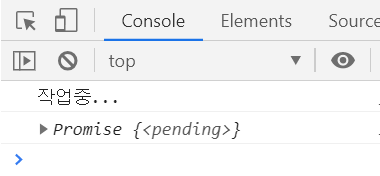 Console Elements Source
top
작업중...
Promise {<pending>}